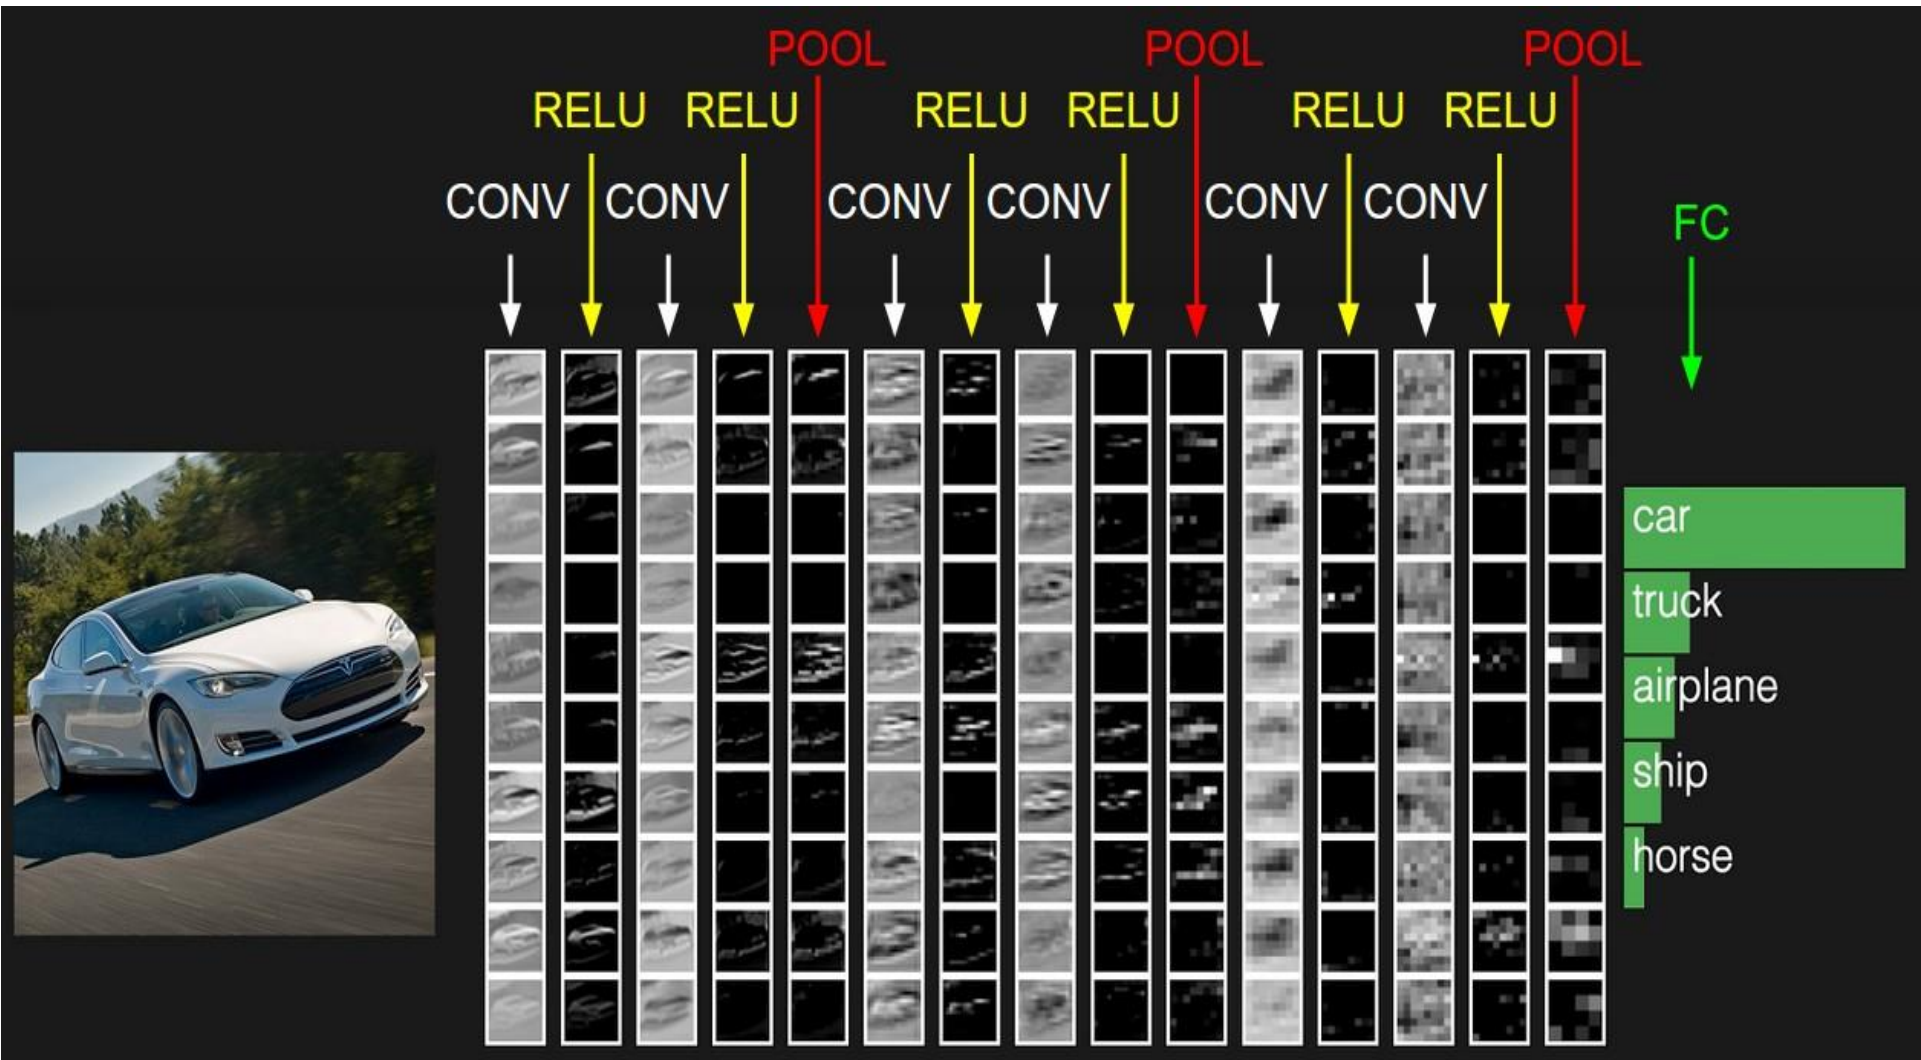 POOL POOL POOL
RELU RELU RELU RELU RELU RELU
CONV CONV CONV CONV CONV CONV
FC
car
truck
airplane
ship
horse